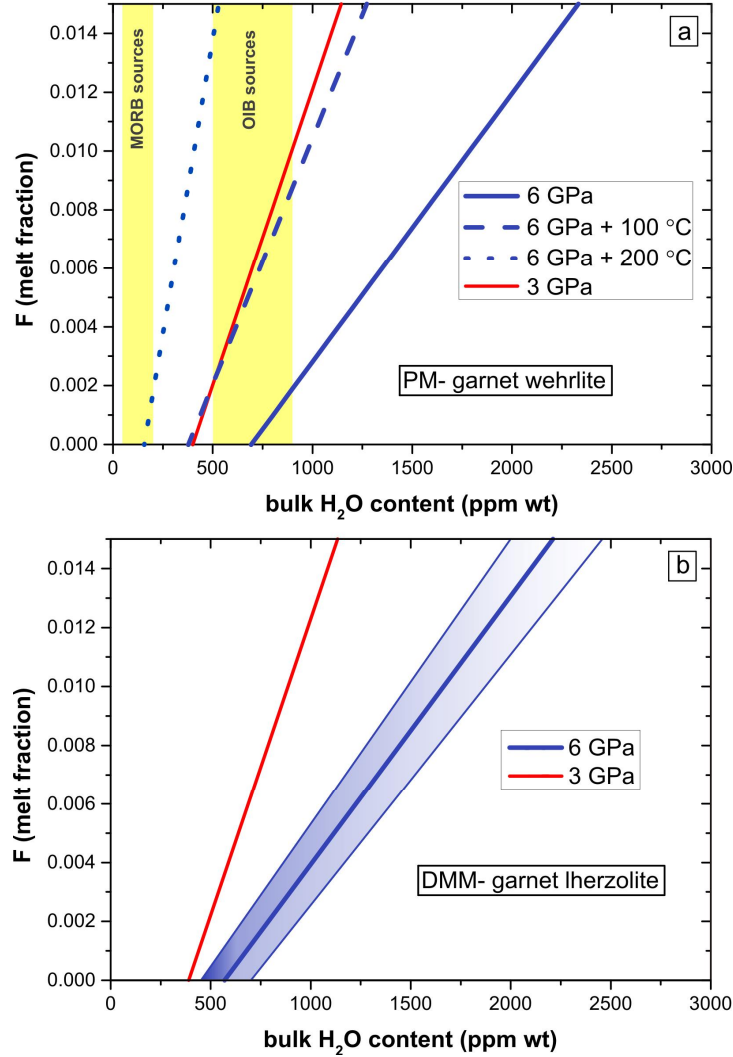 a
MORB sources
OIB sources
F (melt fraction)
0.014
0.012
0.010
0.008
0.006
0.004
0.002
0.000
6 GPa
6 GPa + 100 °C
6 GPa + 200 °C
3 GPa
PM- garnet wehrlite
0 500 1000 1500 2000 2500 3000
bulk H₂O content (ppm wt)
b
F (melt fraction)
0.014
0.012
0.010
0.008
0.006
0.004
0.002
0.000
6 GPa
3 GPa
DMM- garnet lherzolite
0 500 1000 1500 2000 2500 3000
bulk H₂O content (ppm wt)